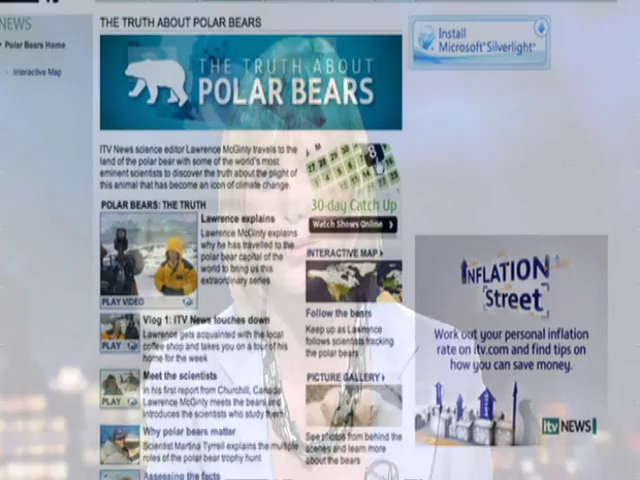 NEWS
Polar Bears Home
Interactive Map
THE TRUTH ABOUT POLAR BEARS
THE TRUTH ABOUT
POLAR BEARS
ITV News science editor Lawrence McGinty travels to the
land of the polar bear with some of the world's most
eminent scientists to discover the truth about the plight of
this animal that has become an icon of climate change.
POLAR BEARS: THE TRUTH
Lawrence explains
Lawrence McGinty explains
why he has travelled to the
polar bear capital of the
world to bring us this
extraordinary series
PLAY VIDEO
Vlog 1: ITV News touches down
Lawrence gets acquainted with the local
coffee shop and takes you on a tour of his
home for the week
PLAY
Meet the scientists
In his first report from Churchill, Canada
Lawrence McGinty meets the bears and
introduces the scientists who study them
PLAY
Why polar bears matter
Scientist Martina Tyrrell explains the multiple
roles of the polar bear trophy hunt
PLAY
Assessing the facts
30-day Catch Up
Watch Shows Online
INTERACTIVE MAP
Follow the bears
Keep up as Lawrence
follows scientists tracking
the polar bears
PICTURE GALLERY
See photos from behind the
scenes and learn more
about the bears
Install
Microsoft Silverlight
INFLATION
Street
Work out your personal inflation
rate on itv.com and find tips on
how you can save money.
itv NEWS